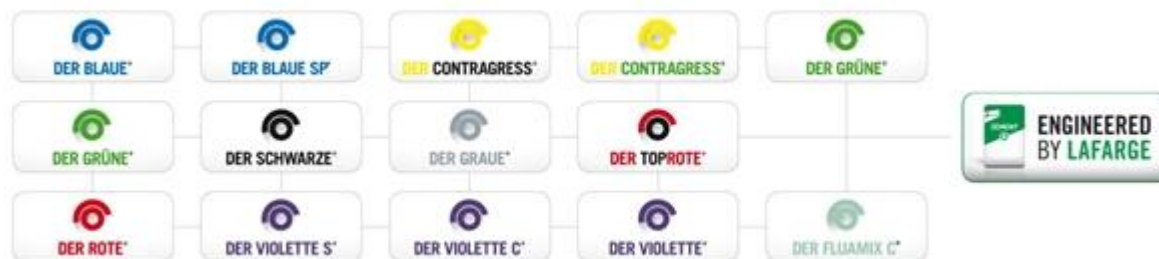 DER BLAUE*
DER BLAUE SP*
DER CONTRAGRESS*
DER CONTRAGRESS*
DER GRÜNE*
DER GRÜNE*
DER SCHWARZE*
DER GRAUE*
DER TOPROTE*
ENGINEERED
BY LAFARGE
DER ROTE*
DER VIOLETTE S*
DER VIOLETTE C*
DER VIOLETTE*
DER FLUAMIX C*